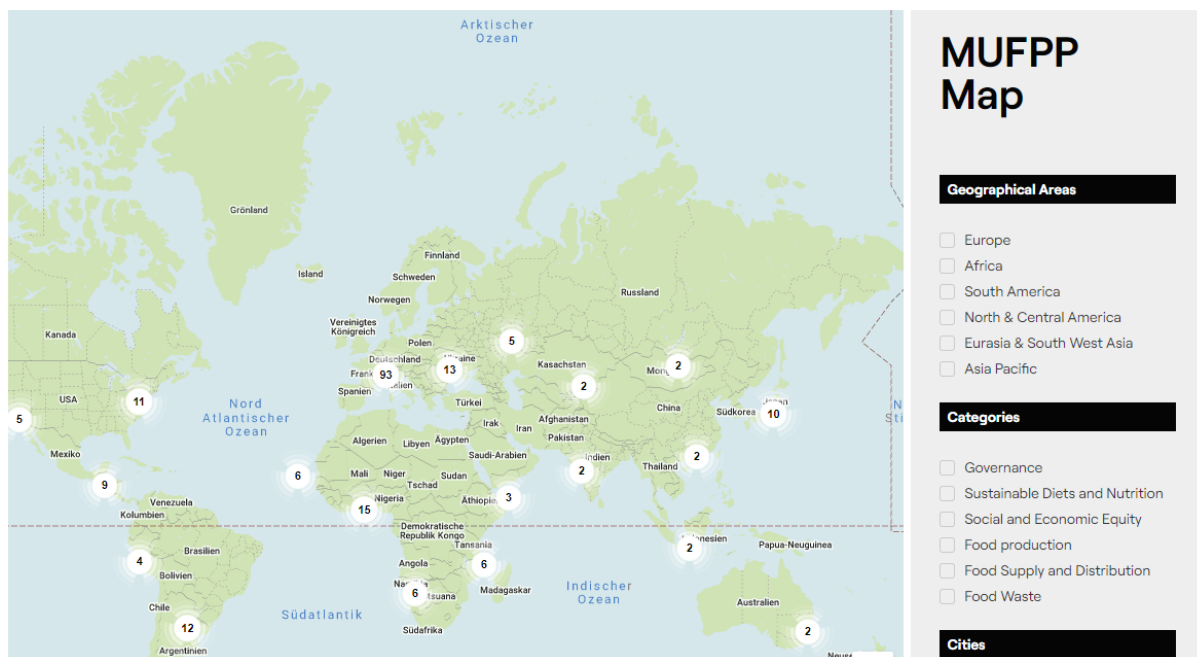 Arktischer
Ozean
Grönland
Island
Finnland
Schweden
Norwegen
Russland
Vereinigtes
Königreich
Kanada
Polen
5
Deutschland
Ukraine
Kasachstan
2
Frank
93
13
Mon
2
Spanien
USA
11
Nord
Atlantischer
Ozean
Türkei
China
Südkorea
Japan
10
5
Irak
Iran
Afghanistan
Pakistan
Algerien
Libyen
Ägypten
Mexiko
Saudi-Arabien
Indien
2
Thailand
2
6
Mali
Niger
Sudan
Tschad
9
Venezuela
Kolumbien
15
Nigeria
Äthiopie
3
Demokratische
Republik Kongo
Tansania
Brasilien
4
Bolivien
Angola
6
Madagaskar
Indischer
Ozean
2
onesien
Papua-Neuguinea
Nam
6
tsuana
Chile
12
Südatlantik
Südafrika
Australien
2
Argentinien
MUFPP
Map
Geographical Areas
Europe
Africa
South America
North & Central America
Eurasia & South West Asia
Asia Pacific
Categories
Governance
Sustainable Diets and Nutrition
Social and Economic Equity
Food production
Food Supply and Distribution
Food Waste
Cities